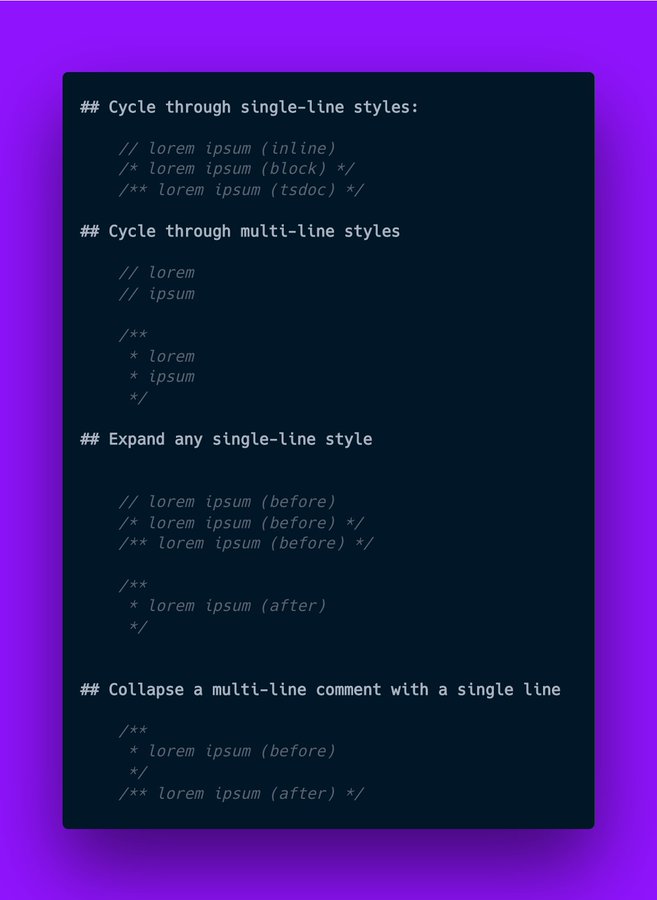 ## Cycle through single-line styles:
// lorem ipsum (inline)
/* lorem ipsum (block) */
/** lorem ipsum (tsdoc) */
## Cycle through multi-line styles
// lorem
// ipsum
/**
 * lorem
 * ipsum
 */
## Expand any single-line style
// lorem ipsum (before)
/* lorem ipsum (before) */
/** lorem ipsum (before) */
/**
 * lorem ipsum (after)
 */
## Collapse a multi-line comment with a single line
/**
 * lorem ipsum (before)
 */
/** lorem ipsum (after) */